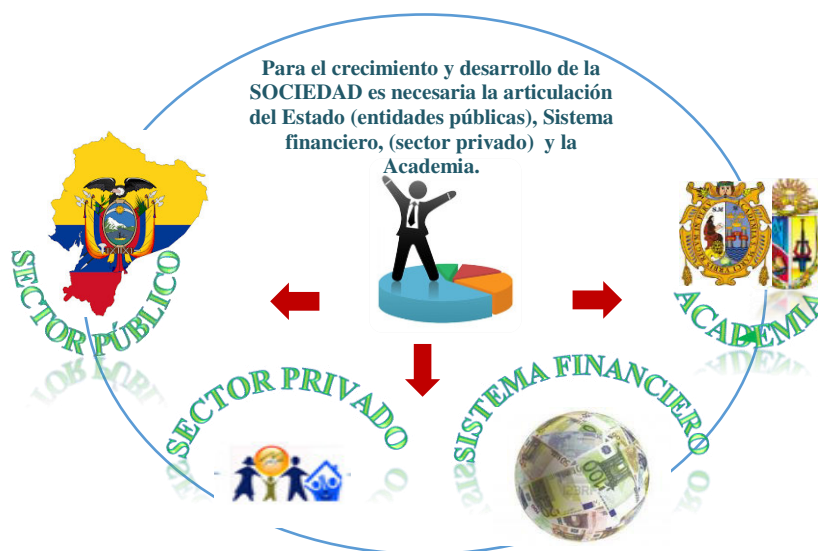 Para el crecimiento y desarrollo de la
SOCIEDAD es necesaria la articulación
del Estado (entidades públicas), Sistema
financiero, (sector privado) y la
Academia.
SECTOR PÚBLICO
ACADEMIA
SECTOR PRIVADO
SISTEMA FINANCIERO
S.M
100